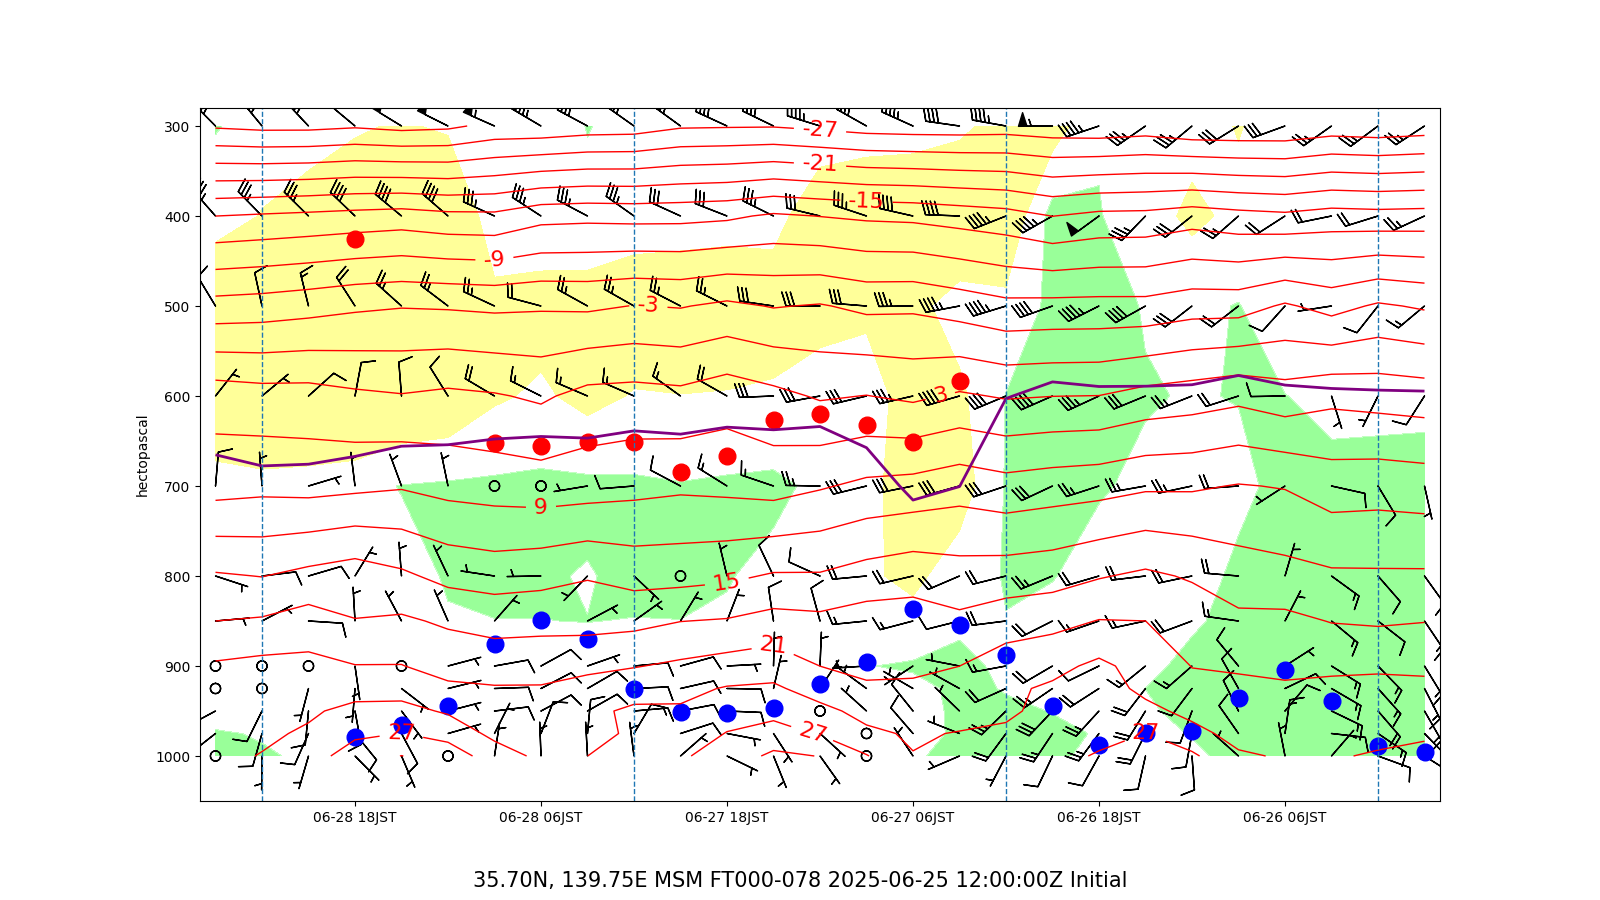 300
400
500
600
700
800
900
1000
hectopascal
-27
-21
-15
-9
-3
3
9
15
21
27
27
27
06-28 18JST
06-28 06JST
06-27 18JST
06-27 06JST
06-26 18JST
06-26 06JST
35.70N, 139.75E MSM FT000-078 2025-06-25 12:00:00Z Initial